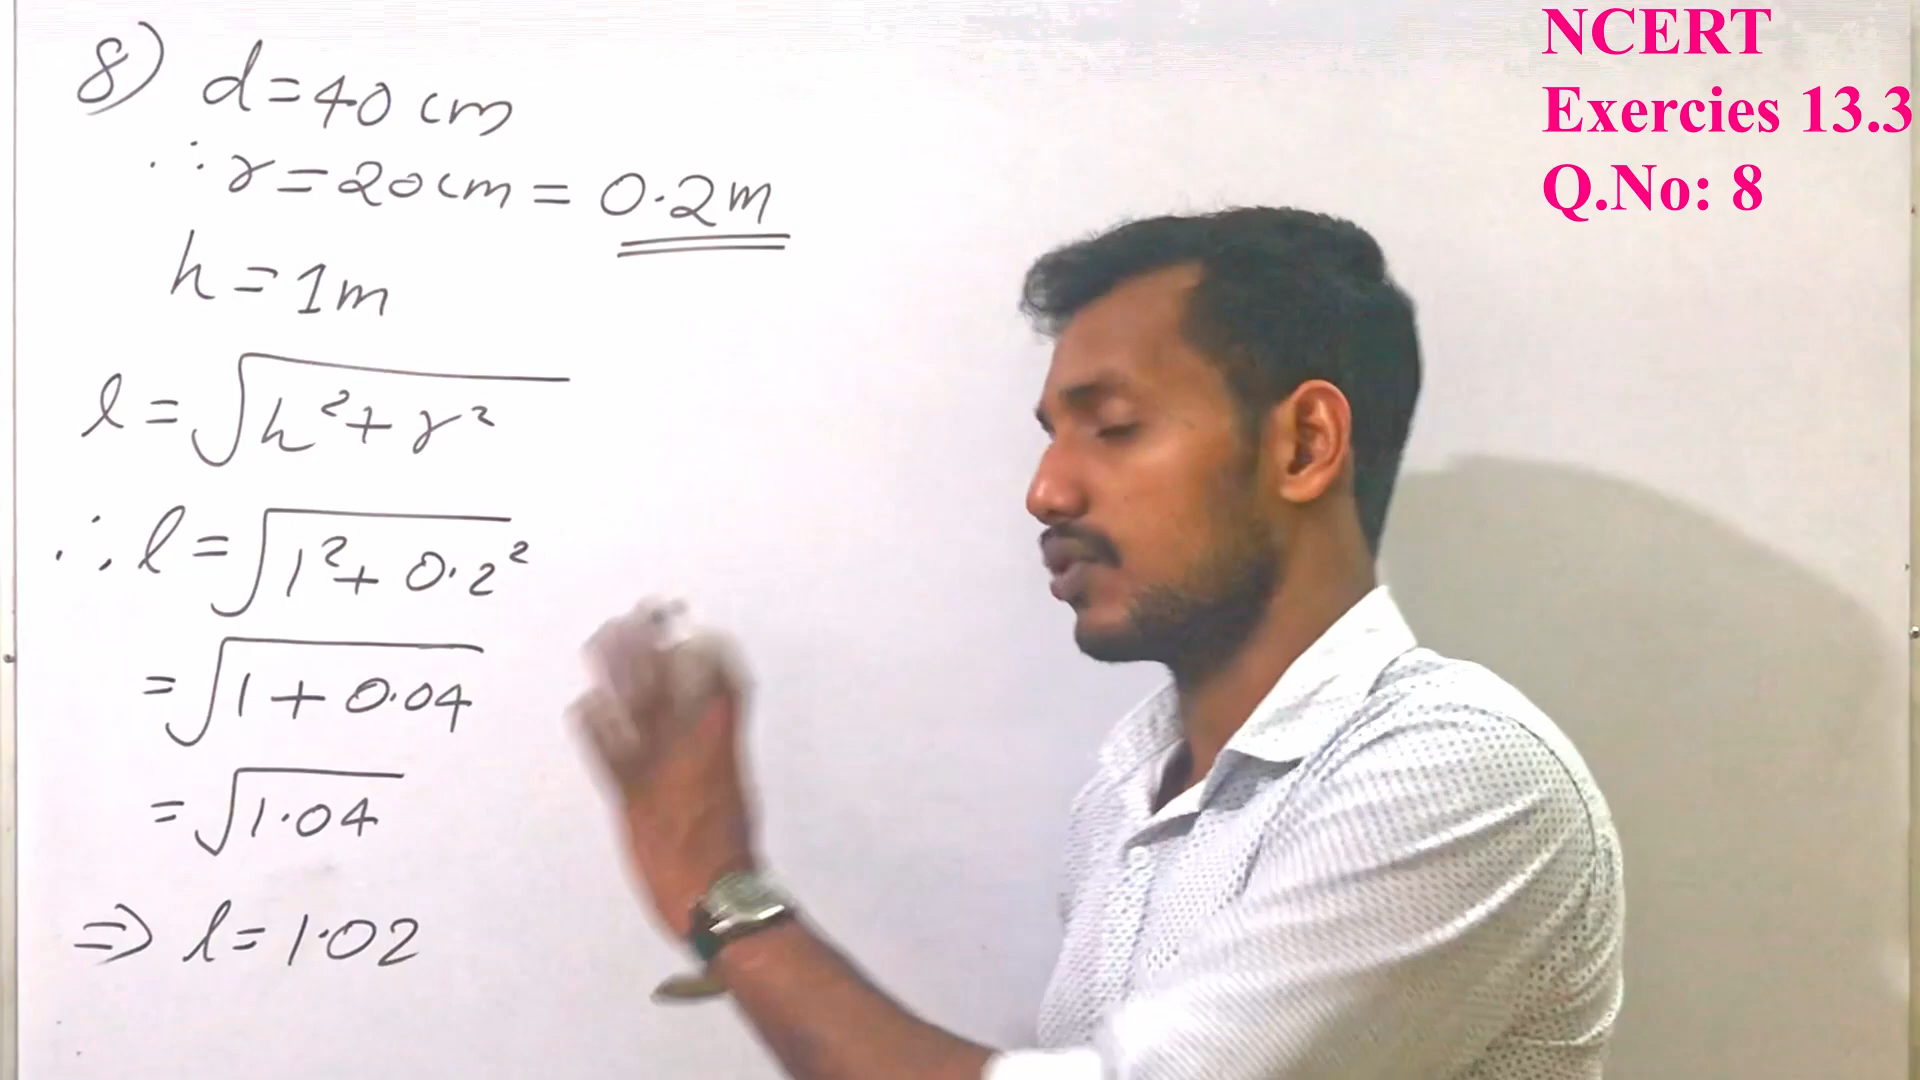 8) d=40 cm
∴ r=20cm = 0.2m
h=1m
l=√h²+r²
∴ l=√1²+0.2²
=√1+0.04
=√1.04
⇒ l=1.02
NCERT
Exercies 13.3
Q.No: 8